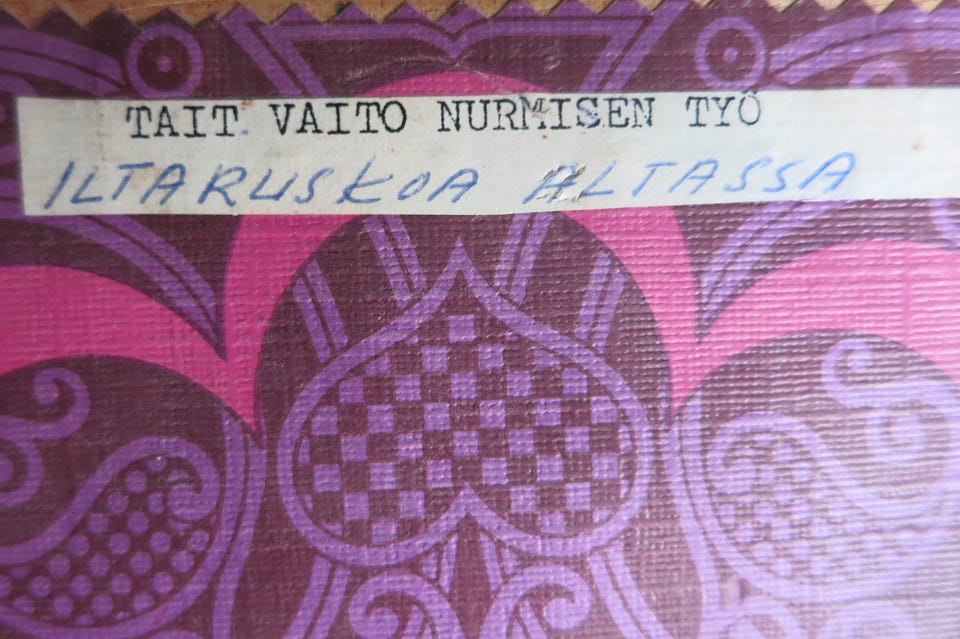 TAIT. VAITO NURMISEN TYÖ
ILTARUSKOA ALTASSA